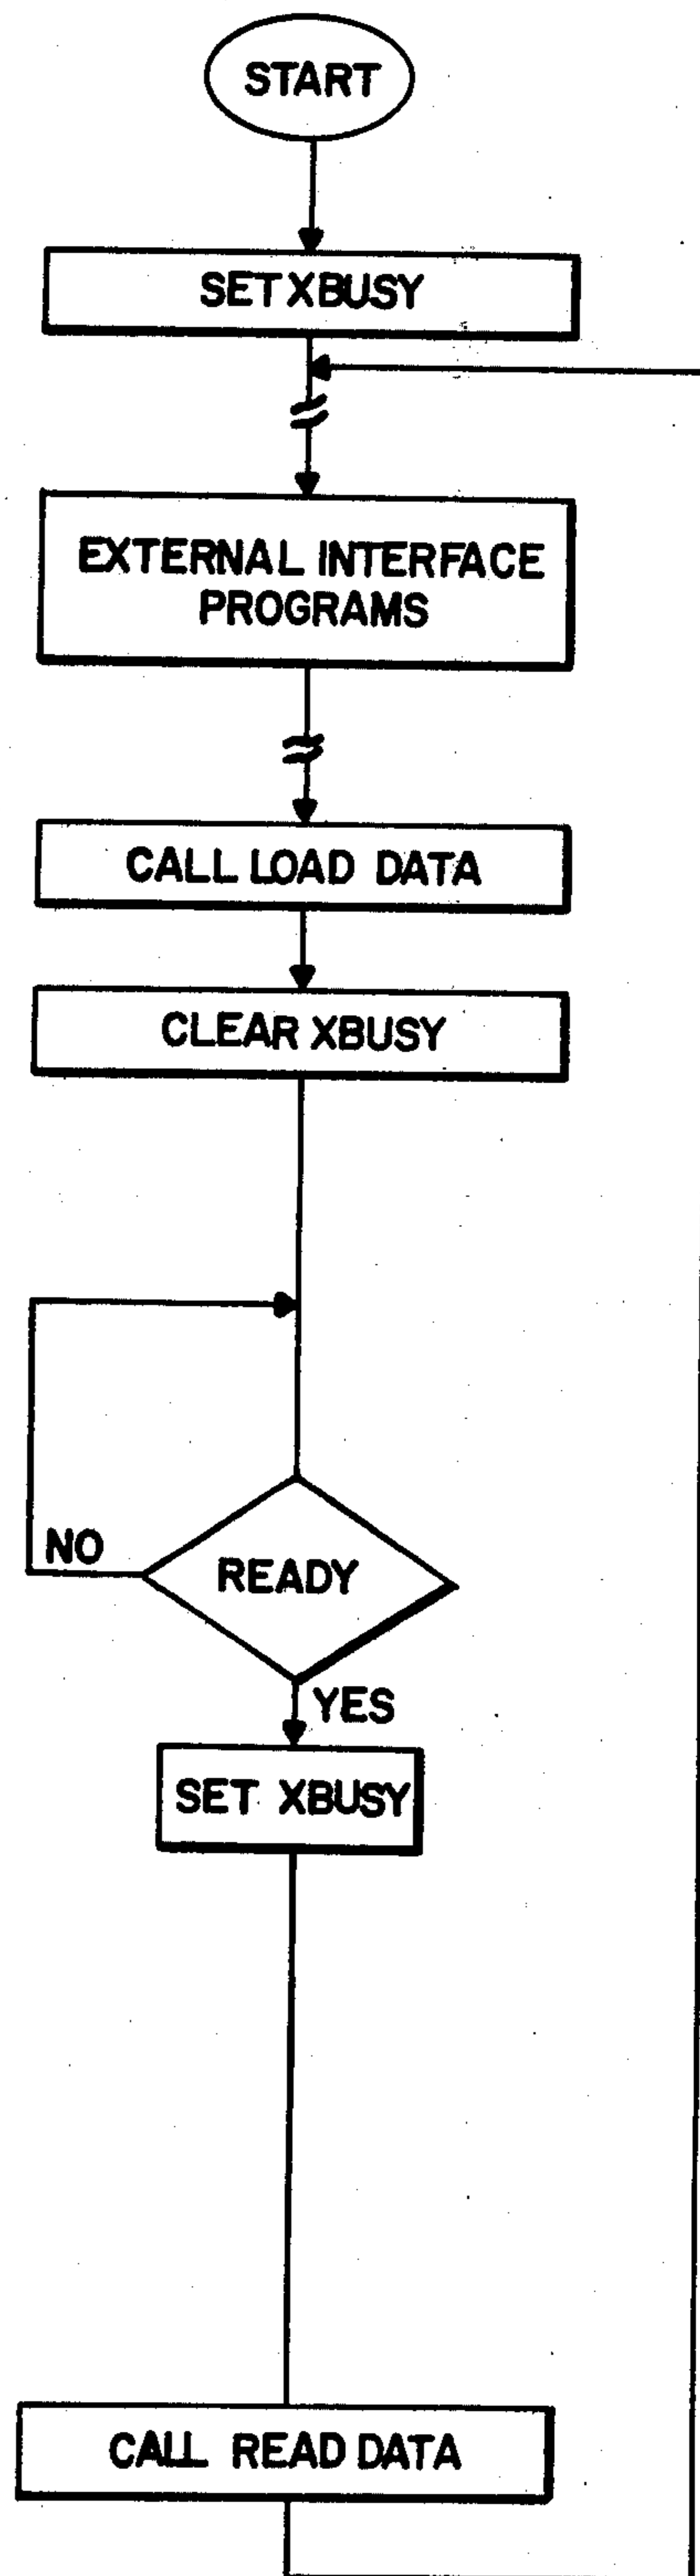 START
SET XBUSY
EXTERNAL INTERFACE
PROGRAMS
CALL LOAD DATA
CLEAR XBUSY
NO
READY
YES
SET XBUSY
CALL READ DATA